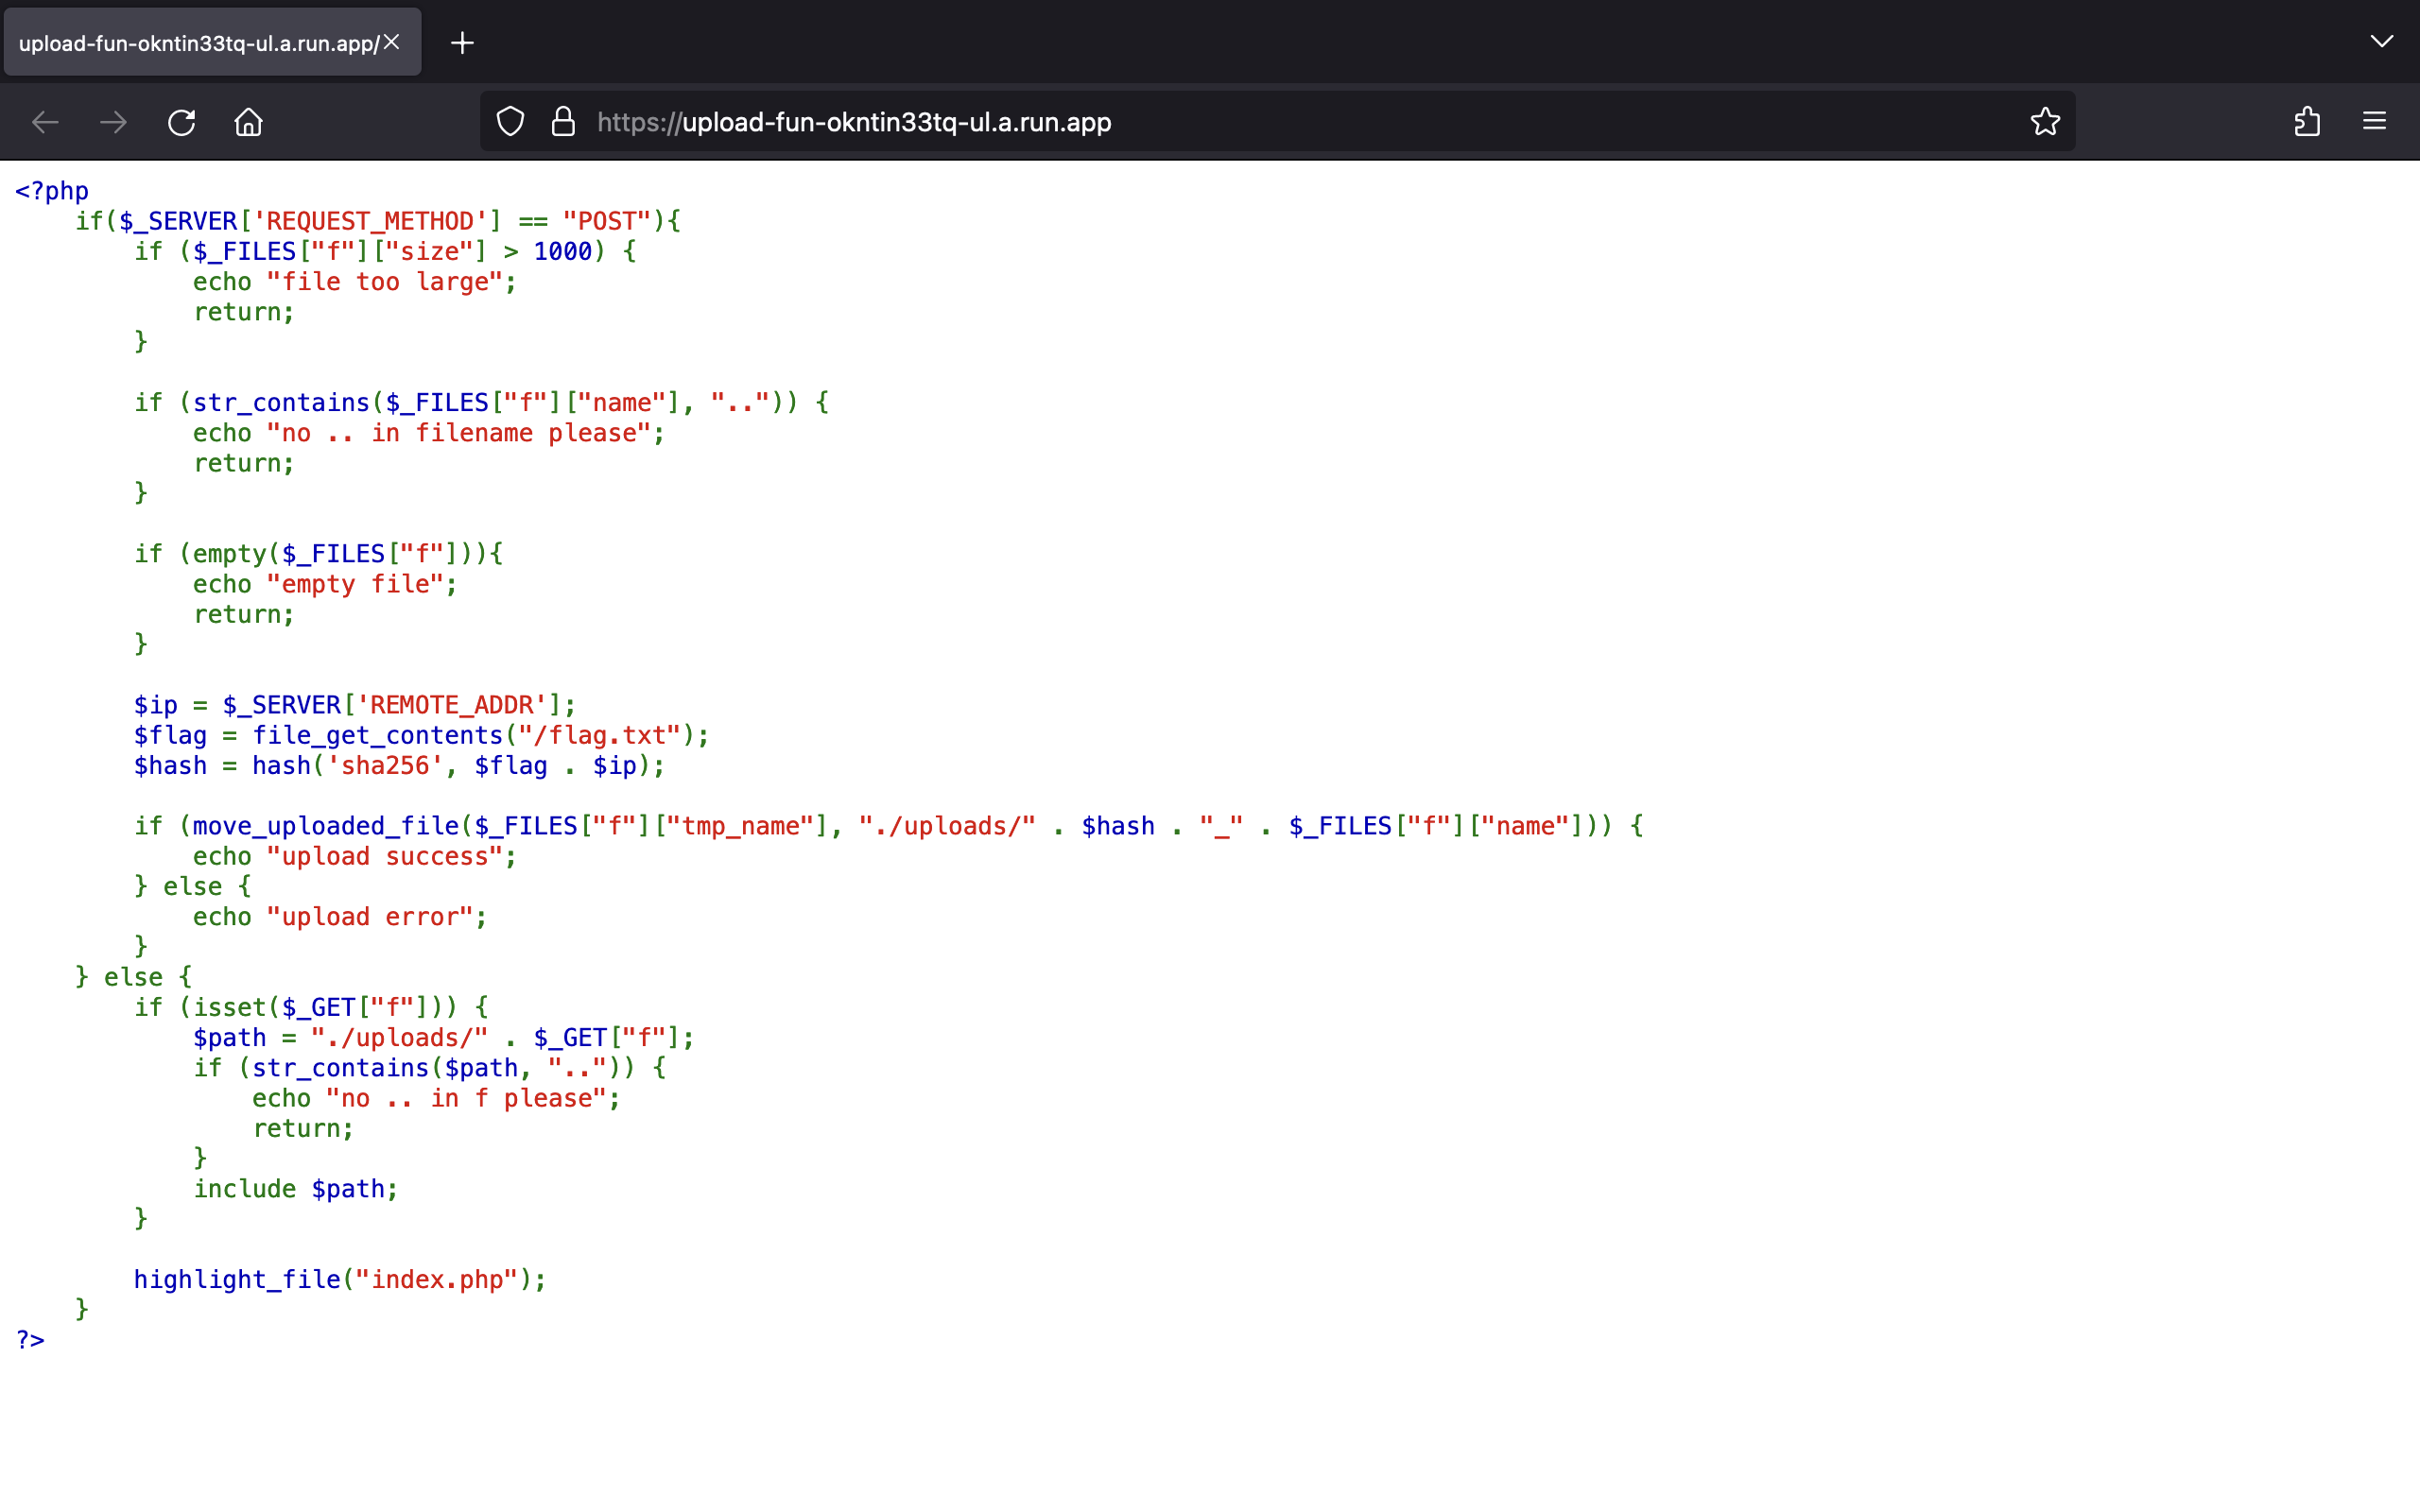 upload-fun-okntin33tq-ul.a.run.app/
https://upload-fun-okntin33tq-ul.a.run.app
<?php
    if($_SERVER['REQUEST_METHOD'] == "POST"){
        if ($_FILES["f"]["size"] > 1000) {
            echo "file too large";
            return;
        }

        if (str_contains($_FILES["f"]["name"], "..")) {
            echo "no .. in filename please";
            return;
        }

        if (empty($_FILES["f"])){
            echo "empty file";
            return;
        }

        $ip = $_SERVER['REMOTE_ADDR'];
        $flag = file_get_contents("/flag.txt");
        $hash = hash('sha256', $flag . $ip);

        if (move_uploaded_file($_FILES["f"]["tmp_name"], "./uploads/" . $hash . "_" . $_FILES["f"]["name"])) {
            echo "upload success";
        } else {
            echo "upload error";
        }
    } else {
        if (isset($_GET["f"])) {
            $path = "./uploads/" . $_GET["f"];
            if (str_contains($path, "..")) {
                echo "no .. in f please";
                return;
            }
            include $path;
        }

        highlight_file("index.php");
    }
?>